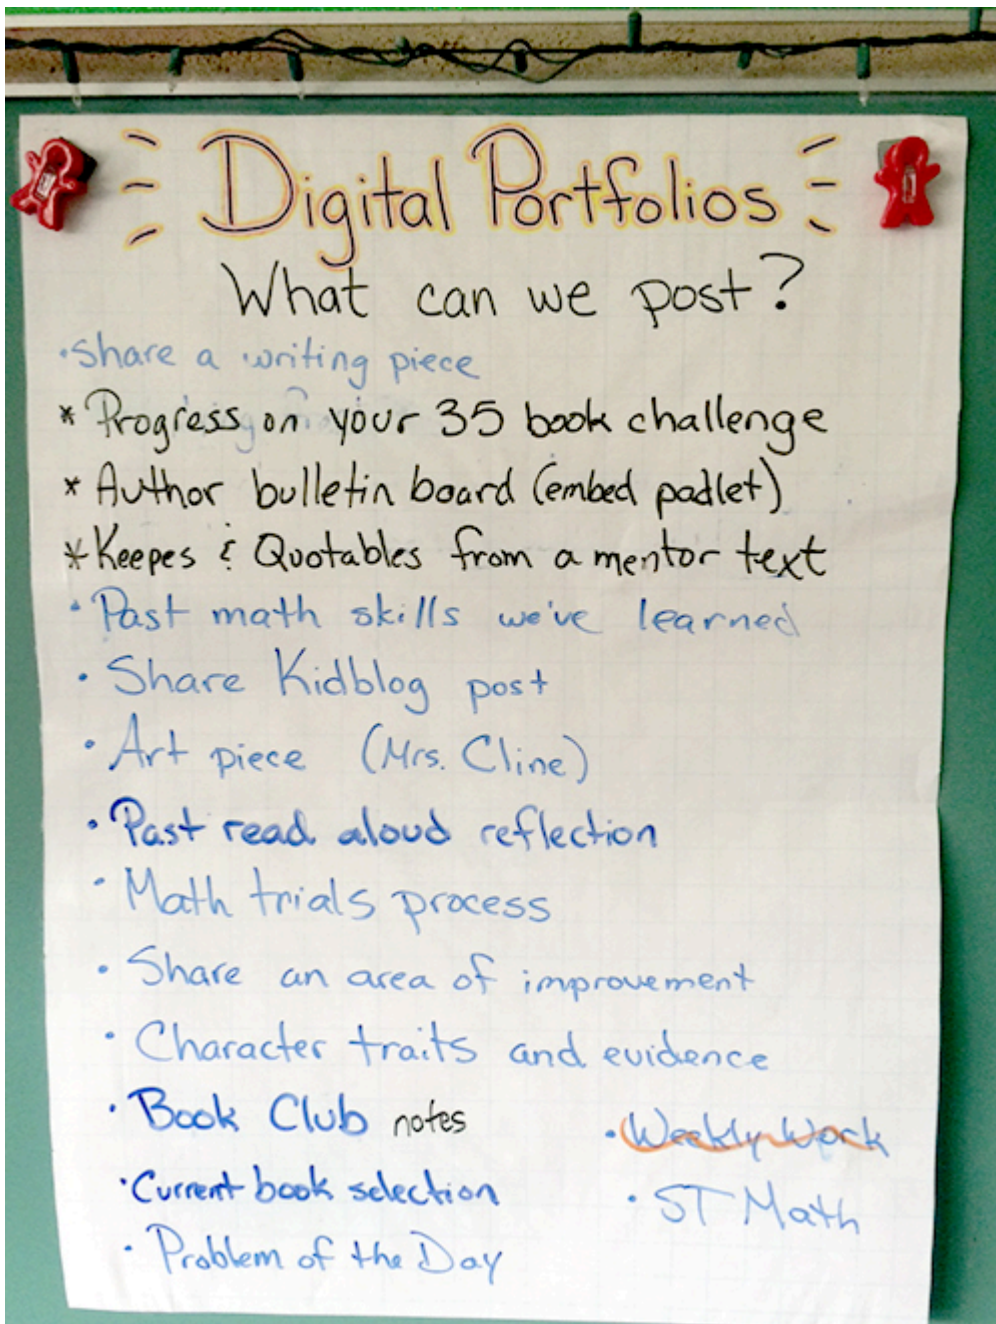 Digital Portfolios
What can we post?
• Share a writing piece
* Progress on your 35 book challenge
* Author bulletin board (embed padlet)
* Keepes & Quotables from a mentor text
• Past math skills we've learned
• Share Kidblog post
• Art piece (Mrs. Cline)
• Past read aloud reflection
• Math trials process
• Share an area of improvement
• Character traits and evidence
• Book Club notes
• Weekly Work
• Current book selection
• ST Math
• Problem of the Day